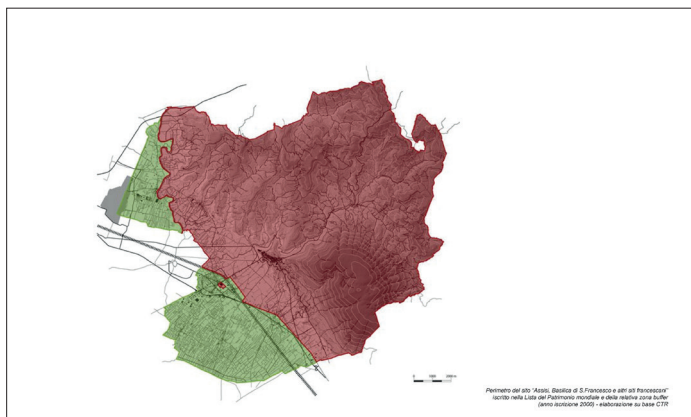 Perimetro del sito "Assisi, Basilica di S.Francesco e altri siti francescani"
iscritto nella Lista del Patrimonio mondiale e della relativa zona buffer
(anno iscrizione 2000) - elaborazione su base CTR